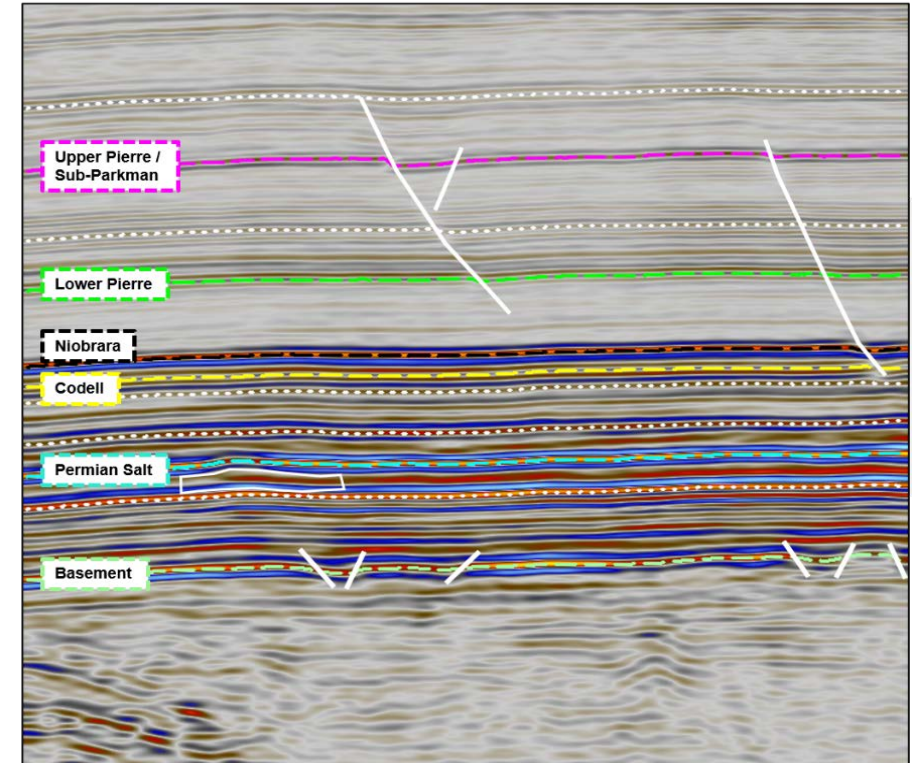 Upper Pierre /
Sub-Parkman
Lower Pierre
Niobrara
Codell
Permian Salt
Basement